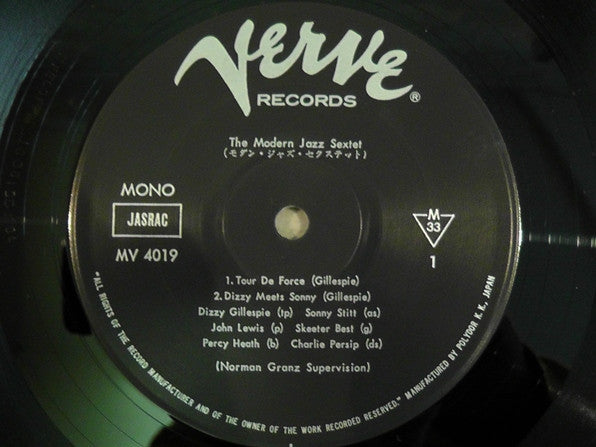 Verve
RECORDS ®
The Modern Jazz Sextet
(モダン・ジャズ・セクステット)
MONO
JASRAC
MV 4019
M
33
1
1. Tour De Force (Gillespie)
2. Dizzy Meets Sonny (Gillespie)
Dizzy Gillespie (tp) Sonny Stitt (as)
John Lewis (p) Skeeter Best (g)
Percy Heath (b) Charlie Persip (ds)
(Norman Granz Supervision)
"ALL RIGHTS OF THE RECORD MANUFACTURER AND OF THE OWNER OF THE WORK RECORDED RESERVED." MANUFACTURED BY POLYDOR K. K., JAPAN